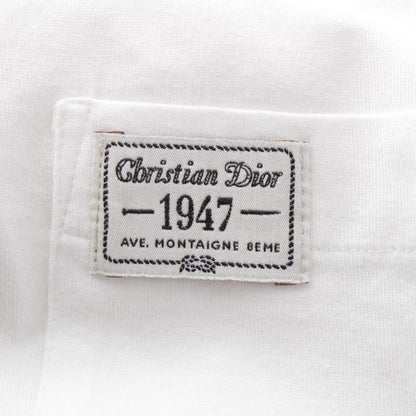 Christian Dior
— 1947 —
AVE. MONTAIGNE 8EME